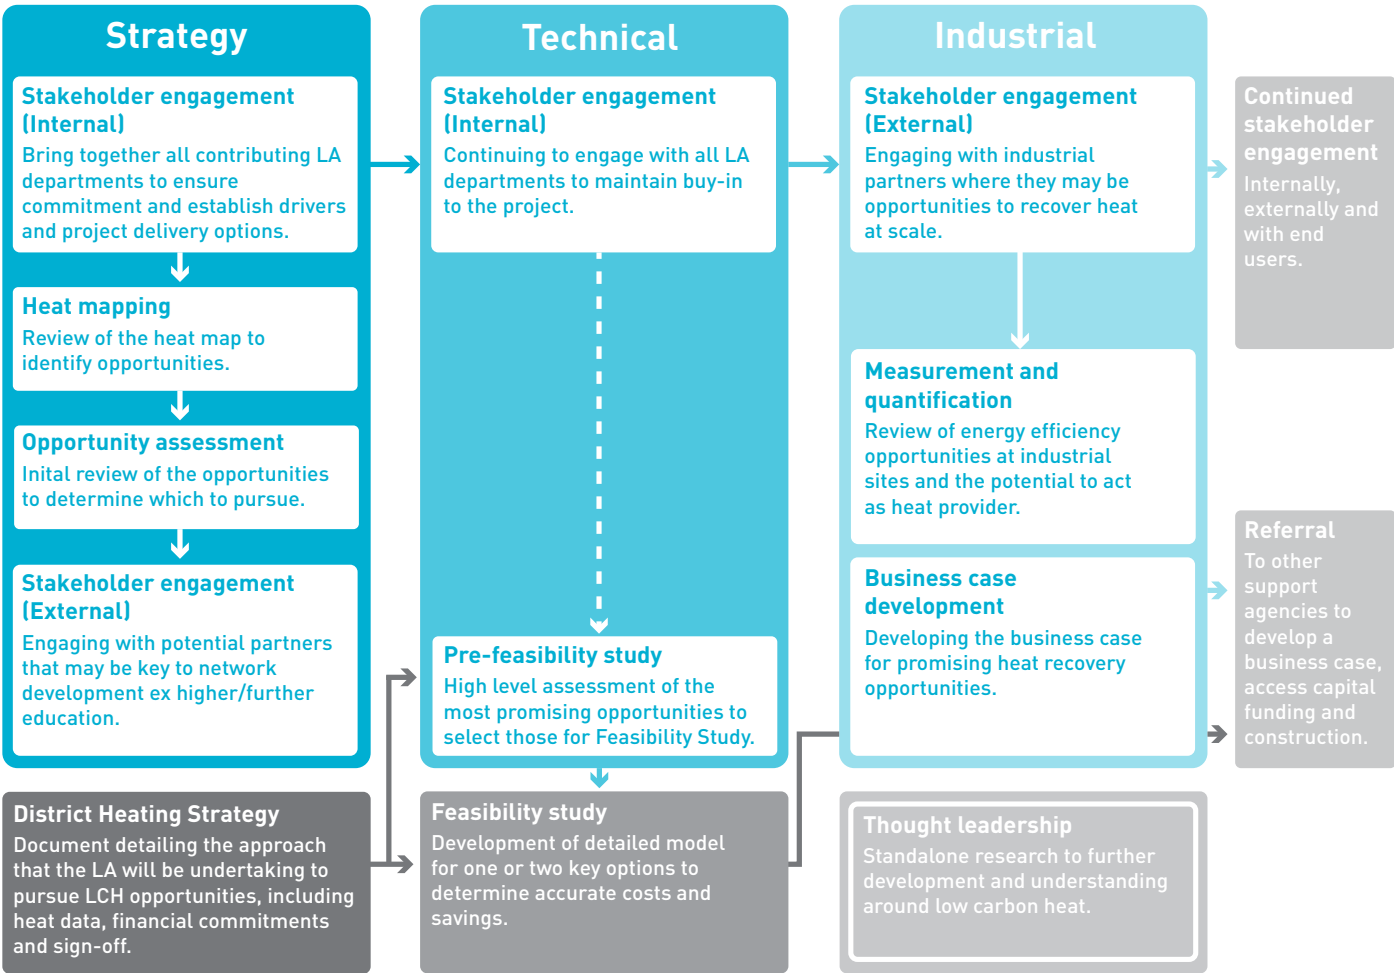 Strategy
Stakeholder engagement
(Internal)
Bring together all contributing LA
departments to ensure
commitment and establish drivers
and project delivery options.
Heat mapping
Review of the heat map to
identify opportunities.
Opportunity assessment
Inital review of the opportunities
to determine which to pursue.
Stakeholder engagement
(External)
Engaging with potential partners
that may be key to network
development ex higher/further
education.
District Heating Strategy
Document detailing the approach
that the LA will be undertaking to
pursue LCH opportunities, including
heat data, financial commitments
and sign-off.
Technical
Stakeholder engagement
(Internal)
Continuing to engage with all LA
departments to maintain buy-in
to the project.
Pre-feasibility study
High level assessment of the
most promising opportunities to
select those for Feasibility Study.
Feasibility study
Development of detailed model
for one or two key options to
determine accurate costs and
savings.
Industrial
Stakeholder engagement
(External)
Engaging with industrial
partners where they may be
opportunities to recover heat
at scale.
Measurement and
quantification
Review of energy efficiency
opportunities at industrial
sites and the potential to act
as heat provider.
Business case
development
Developing the business case
for promising heat recovery
opportunities.
Thought leadership
Standalone research to further
development and understanding
around low carbon heat.
Continued
stakeholder
engagement
Internally,
externally and
with end
users.
Referral
To other
support
agencies to
develop a
business case,
access capital
funding and
construction.